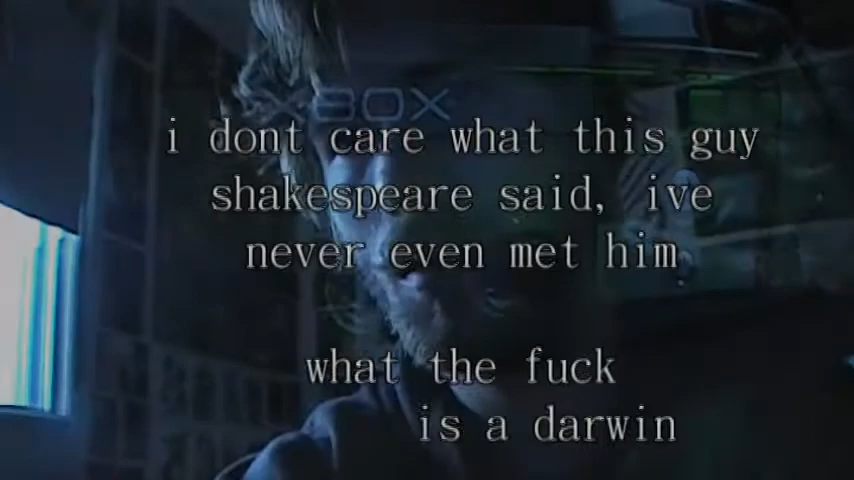 XBOX
i dont care what this guy
shakespeare said, ive
never even met him
what the fuck
is a darwin